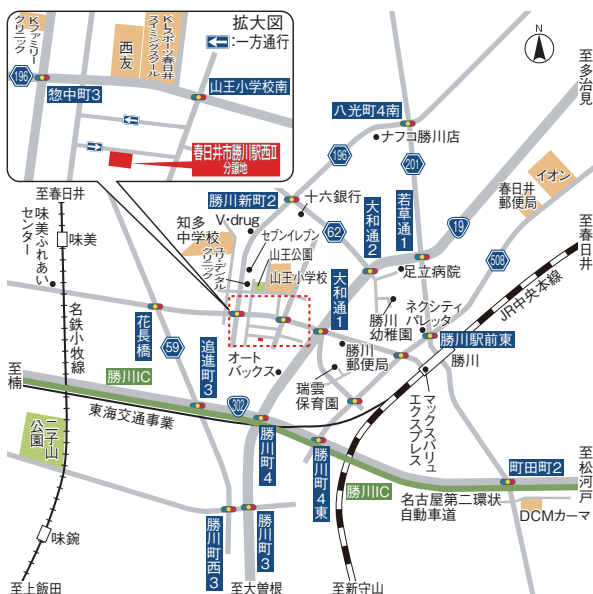 拡大図
:一方通行
Kファミリー
クリニック
西友
KLスポーツ春日井
スイミングスクール
196
惣中町3
山王小学校南
春日井市勝川駅西Ⅱ
分譲地
N
至多治見
八光町4南
ナフコ勝川店
196
201
イオン
春日井
郵便局
至春日井
味美ふれあい
センター
味美
勝川新町2
十六銀行
知多
中学校
V・drug
セブンイレブン
ザ・デンタル
クリニック
山王公園
山王小学校
62
大和通2
若草通1
19
508
至春日井
足立病院
JR中央本線
名鉄小牧線
花長橋
59
追進町3
大和通1
勝川
幼稚園
ネクシティ
パレッタ
勝川駅前東
勝川
勝川
郵便局
オート
バックス
瑞雲
保育園
マックスバリュ
エクスプレス
至楠
勝川IC
302
東海交通事業
二子山
公園
勝川町4
勝川町4東
勝川IC
町田町2
至松河戸
名古屋第二環状
自動車道
DCMカーマ
味鋺
勝川町西3
勝川町3
至上飯田
至大曽根
至新守山